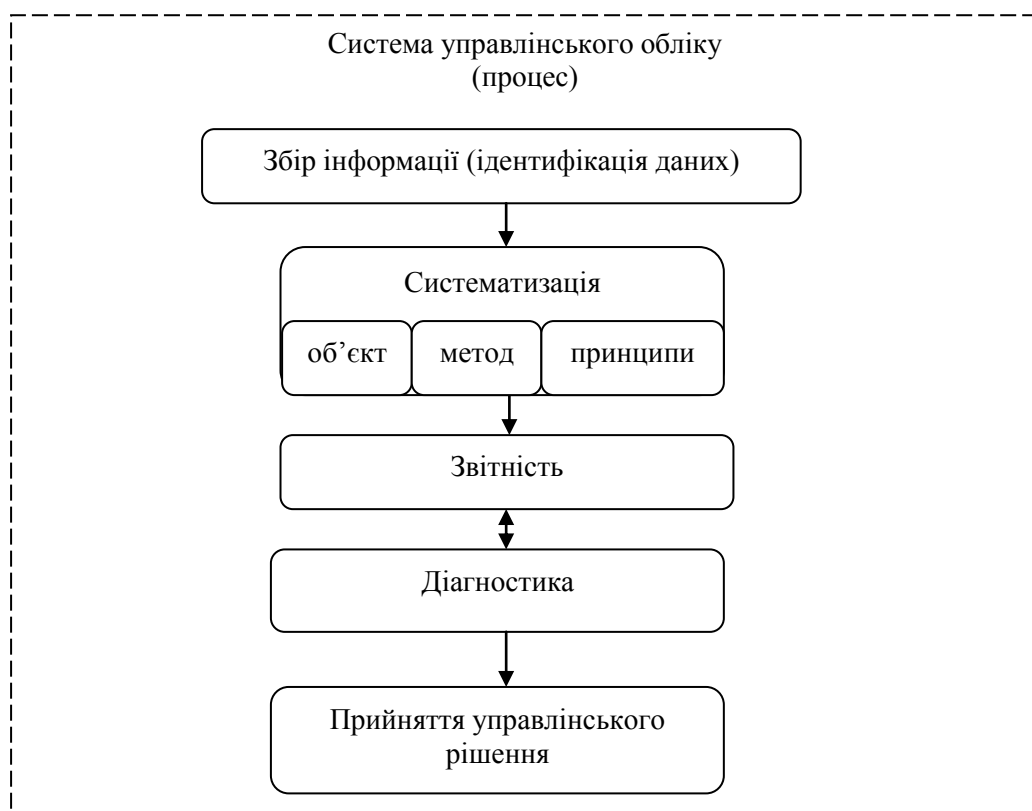 Система управлінського обліку
(процес)
Збір інформації (ідентифікація даних)
Систематизація
об’єкт метод принципи
Звітність
Діагностика
Прийняття управлінського
рішення